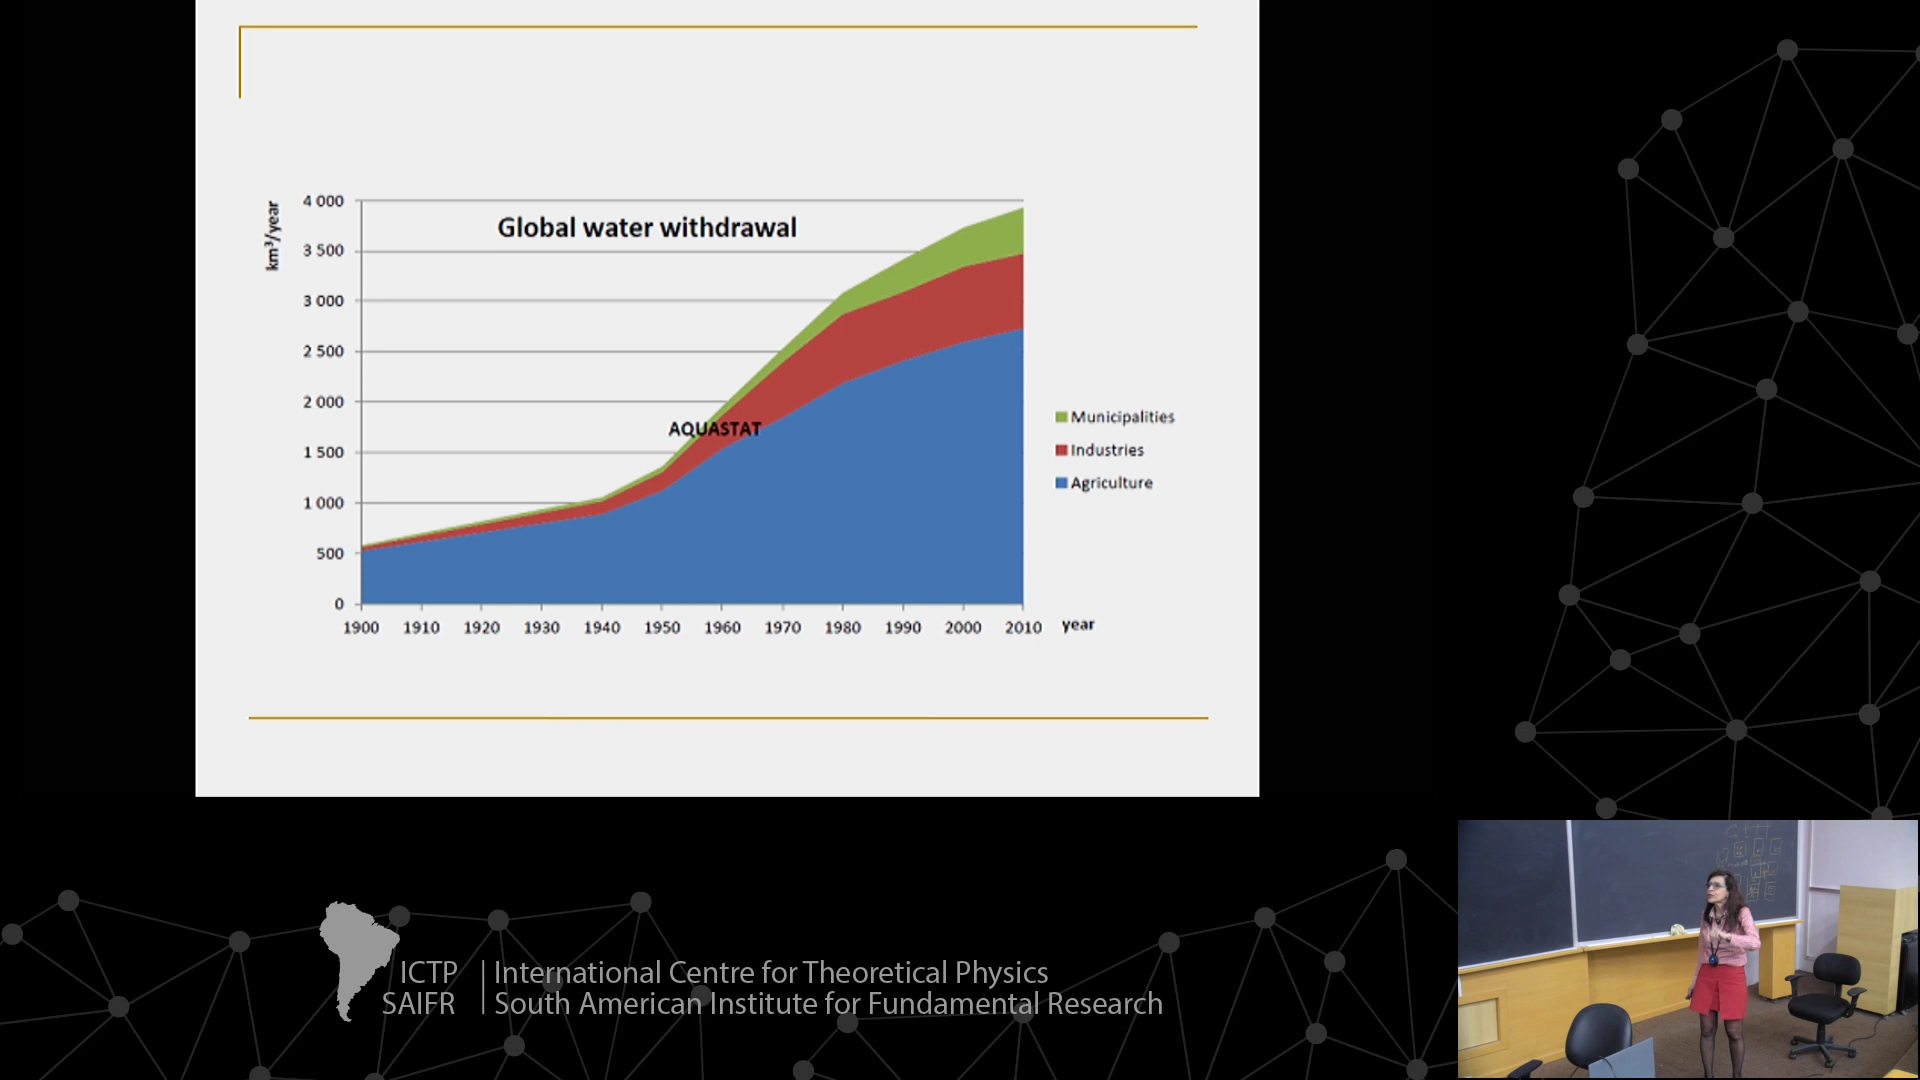 Global water withdrawal
km³/year
4 000
3 500
3 000
2 500
2 000
1 500
1 000
500
0
AQUASTAT
Municipalities
Industries
Agriculture
1900 1910 1920 1930 1940 1950 1960 1970 1980 1990 2000 2010 year
ICTP International Centre for Theoretical Physics
SAIFR South American Institute for Fundamental Research